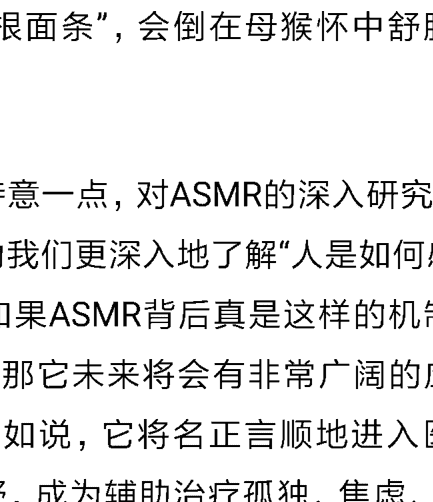 根面条”，会倒在母猴怀中舒
意一点，对ASMR的深入研究
我们更深入地了解“人是如何
如果ASMR背后真是这样的机制
那它未来将会有非常广阔的应
如说，它将名正言顺地进入医
，成为辅助治疗孤独、焦虑、